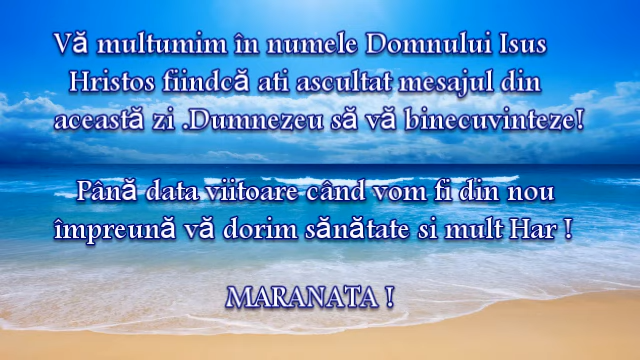 Vă multumim în numele Domnului Isus
Hristos fiindcă ati ascultat mesajul din
această zi .Dumnezeu să vă binecuvinteze!
Până data viitoare când vom fi din nou
împreună vă dorim sănătate si mult Har !
MARANATA !